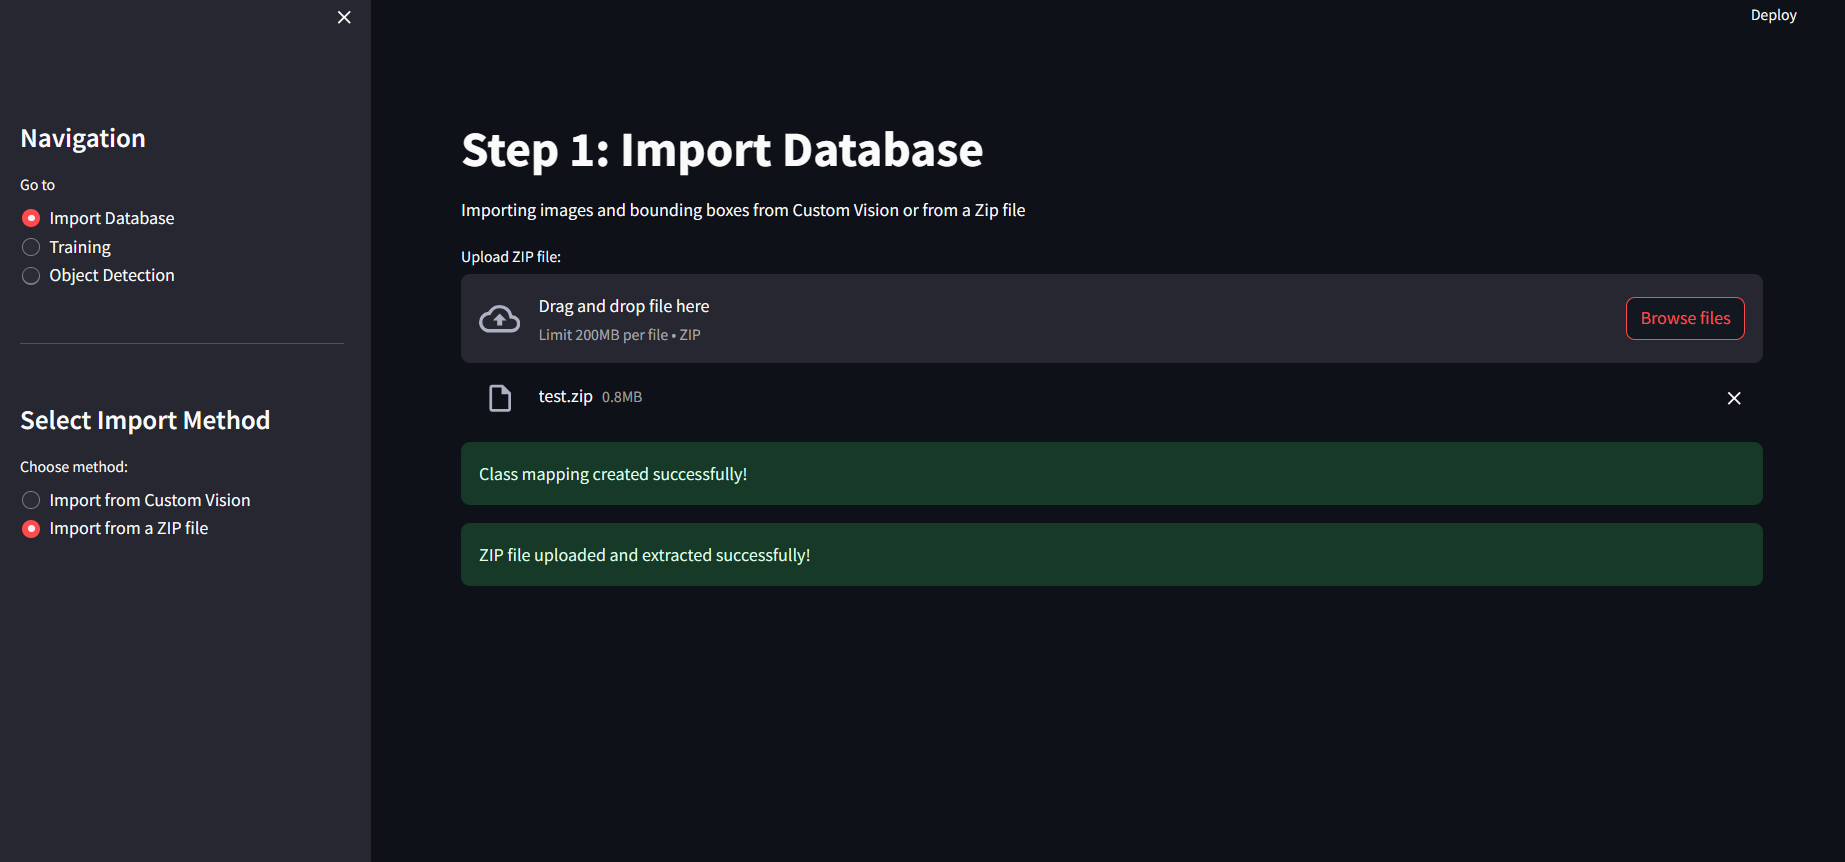 Deploy
Navigation
Go to
Import Database
Training
Object Detection
Select Import Method
Choose method:
Import from Custom Vision
Import from a ZIP file
Step 1: Import Database
Importing images and bounding boxes from Custom Vision or from a Zip file
Upload ZIP file:
Drag and drop file here
Limit 200MB per file • ZIP
Browse files
test.zip 0.8MB
Class mapping created successfully!
ZIP file uploaded and extracted successfully!